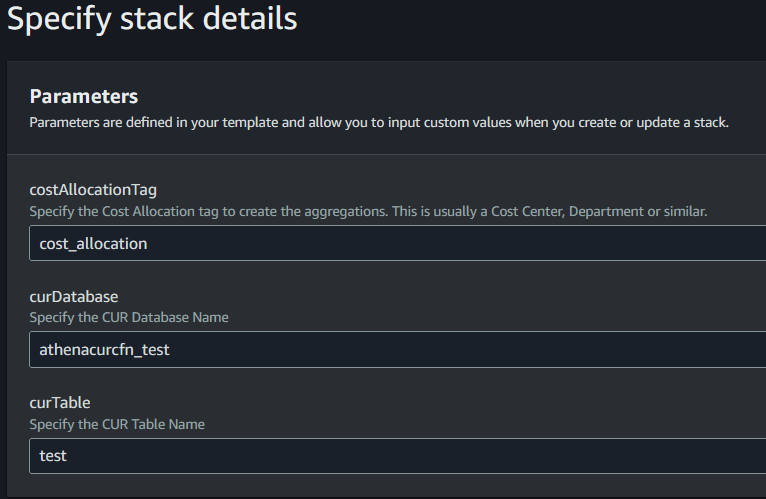 Specify stack details
Parameters
Parameters are defined in your template and allow you to input custom values when you create or update a stack.
costAllocationTag
Specify the Cost Allocation tag to create the aggregations. This is usually a Cost Center, Department or similar.
cost_allocation
curDatabase
Specify the CUR Database Name
athenacurcfn_test
curTable
Specify the CUR Table Name
test